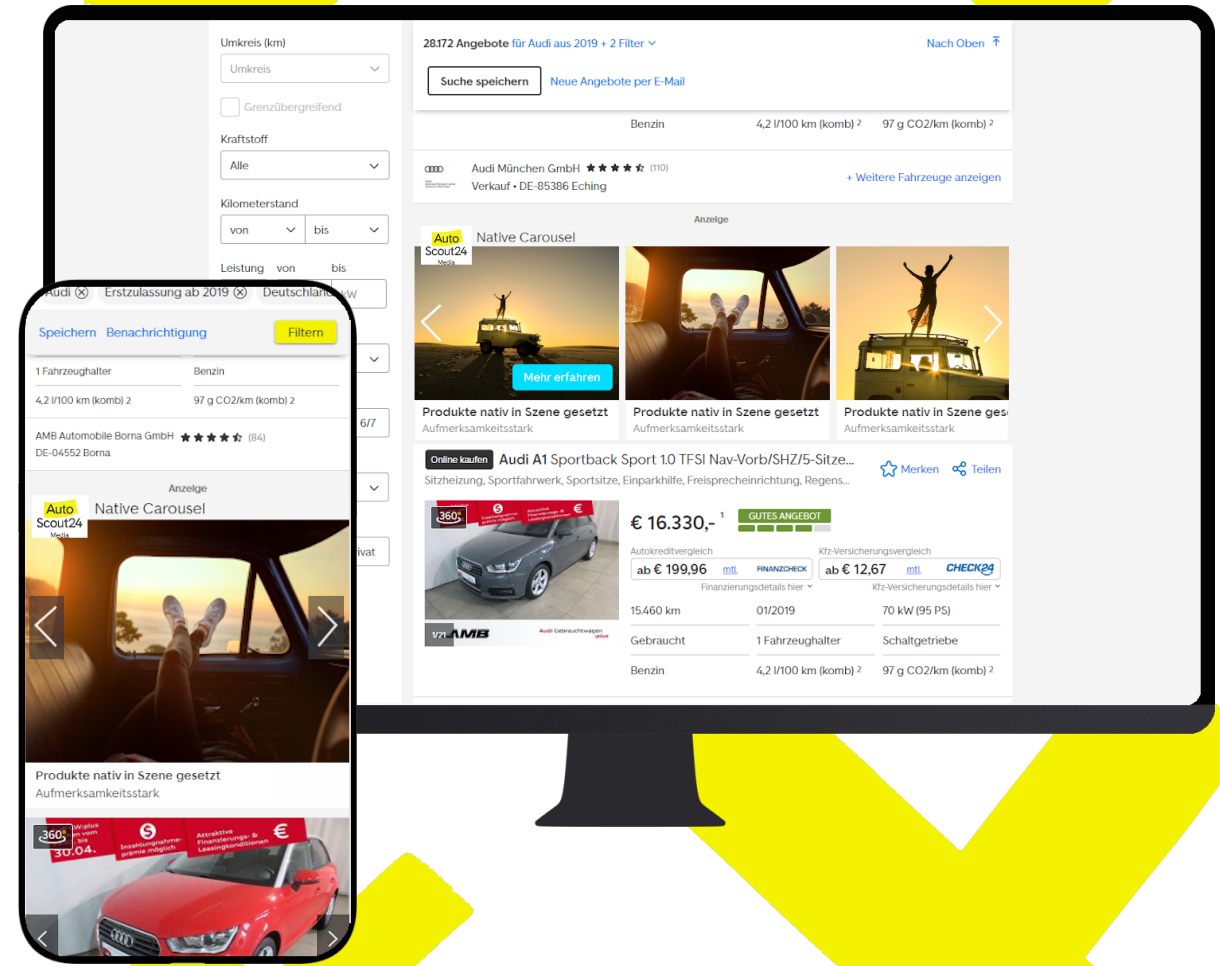 Umkreis (km)
Umkreis
Grenzübergreifend
Kraftstoff
Alle
Kilometerstand
von bis
Leistung von bis
kW
6/7
ivat
28.172 Angebote für Audi aus 2019 + 2 Filter
Nach Oben
Suche speichern Neue Angebote per E-Mail
Benzin 4,2 l/100 km (komb) 2 97 g CO2/km (komb) 2
Audi München GmbH (110)
Verkauf • DE-85386 Eching
+ Weitere Fahrzeuge anzeigen
Anzeige
Auto
Scout24
Media
Native Carousel
Mehr erfahren
Produkte nativ in Szene gesetzt
Aufmerksamkeitsstark
Produkte nativ in Szene gesetzt
Aufmerksamkeitsstark
Produkte nativ in Szene ges
Aufmerksamkeitsstark
Online kaufen Audi A1 Sportback Sport 1.0 TFSI Nav-Vorb/SHZ/5-Sitze...
Merken Teilen
Sitzheizung, Sportfahrwerk, Sportsitze, Einparkhilfe, Freisprecheinrichtung, Regens...
360°
€ 16.330,- 1 GUTES ANGEBOT
Autokreditvergleich Kfz-Versicherungsvergleich
ab € 199,96 mtl. FINANZCHECK ab € 12,67 mtl. CHECK24
Finanzierungsdetails hier Kfz-Versicherungsdetails hier
15.460 km 01/2019 70 kW (95 PS)
Gebraucht 1 Fahrzeughalter Schaltgetriebe
Benzin 4,2 l/100 km (komb) 2 97 g CO2/km (komb) 2
1/21 AMB Audi Gebrauchtwagen
:plus
Audi Erstzulassung ab 2019 Deutschland
Speichern Benachrichtigung Filtern
1 Fahrzeughalter Benzin
4,2 l/100 km (komb) 2 97 g CO2/km (komb) 2
AMB Automobile Borna GmbH (84)
DE-04552 Borna
Anzeige
Auto
Scout24
Media
Native Carousel
Produkte nativ in Szene gesetzt
Aufmerksamkeitsstark
360°
30.04.
Inzahlungnahme-
prämie möglich
Attraktive
Finanzierungs- &
Leasingkonditionen